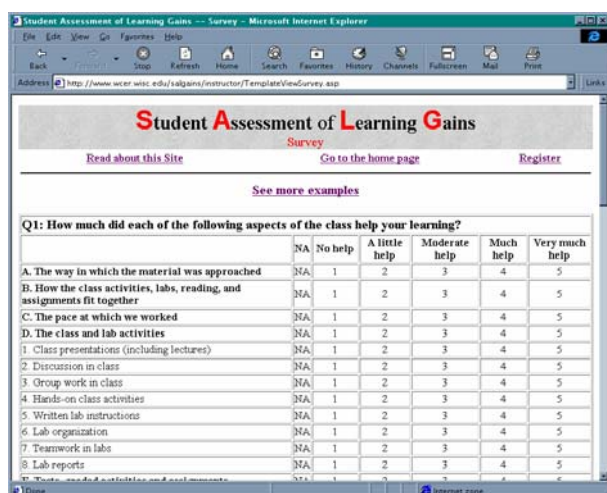 Student Assessment of Learning Gains -- Survey - Microsoft Internet Explorer
File Edit View Go Favorites Help
Back Stop Refresh Home Search Favorites History Channels Fullscreen Mail Print
Address http://www.wcer.wisc.edu/salgains/instructor/TemplateViewSurvey.asp Links
Student Assessment of Learning Gains
Survey
Read about this Site Go to the home page Register
See more examples
Q1: How much did each of the following aspects of the class help your learning?
NA No help A little help Moderate help Much help Very much help
A. The way in which the material was approached NA 1 2 3 4 5
B. How the class activities, labs, reading, and
assignments fit together NA 1 2 3 4 5
C. The pace at which we worked NA 1 2 3 4 5
D. The class and lab activities NA 1 2 3 4 5
1. Class presentations (including lectures) NA 1 2 3 4 5
2. Discussion in class NA 1 2 3 4 5
3. Group work in class NA 1 2 3 4 5
4. Hands-on class activities NA 1 2 3 4 5
5. Written lab instructions NA 1 2 3 4 5
6. Lab organization NA 1 2 3 4 5
7. Teamwork in labs NA 1 2 3 4 5
8. Lab reports NA 1 2 3 4 5
E. Tests, graded activities and assignments NA 1 2 3 4 5
Done Internet zone